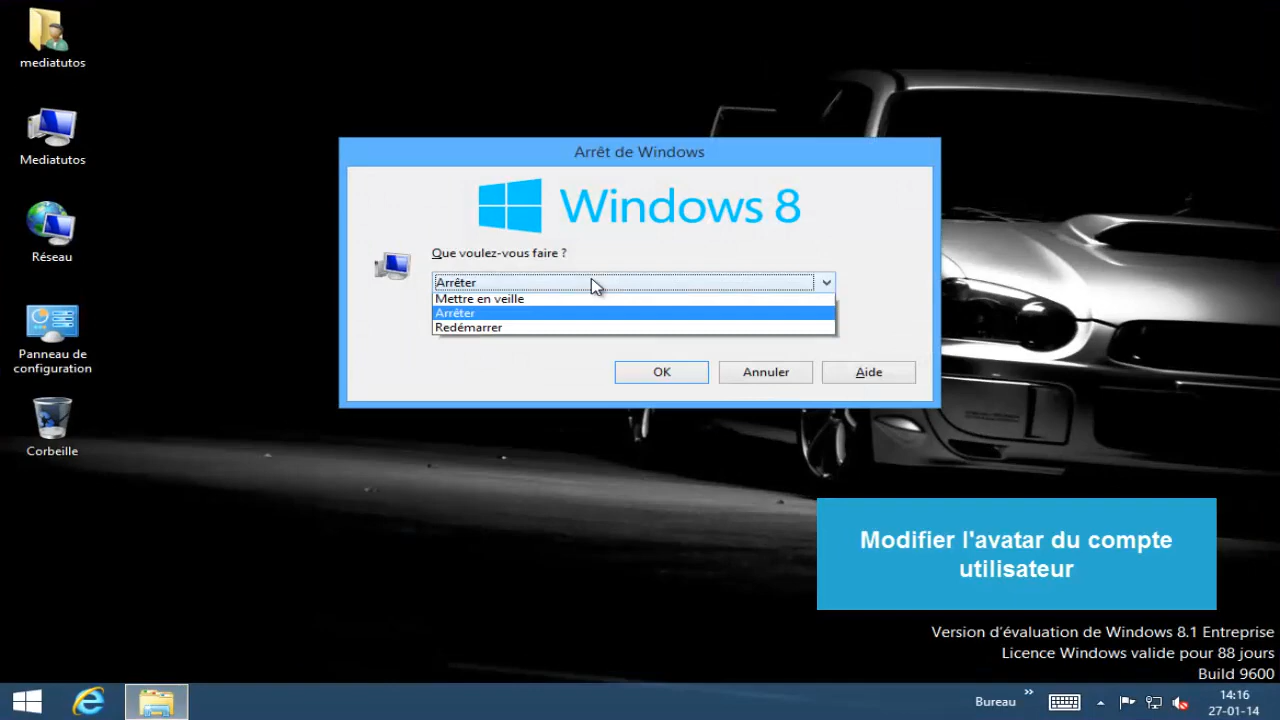 mediatutos
Mediatutos
Réseau
Panneau de
configuration
Corbeille
Arrêt de Windows
Windows 8
Que voulez-vous faire ?
Arrêter
Mettre en veille
Arrêter
Redémarrer
OK
Annuler
Aide
Modifier l'avatar du compte
utilisateur
Version d'évaluation de Windows 8.1 Entreprise
Licence Windows valide pour 88 jours
Build 9600
Bureau
14:16
27-01-14